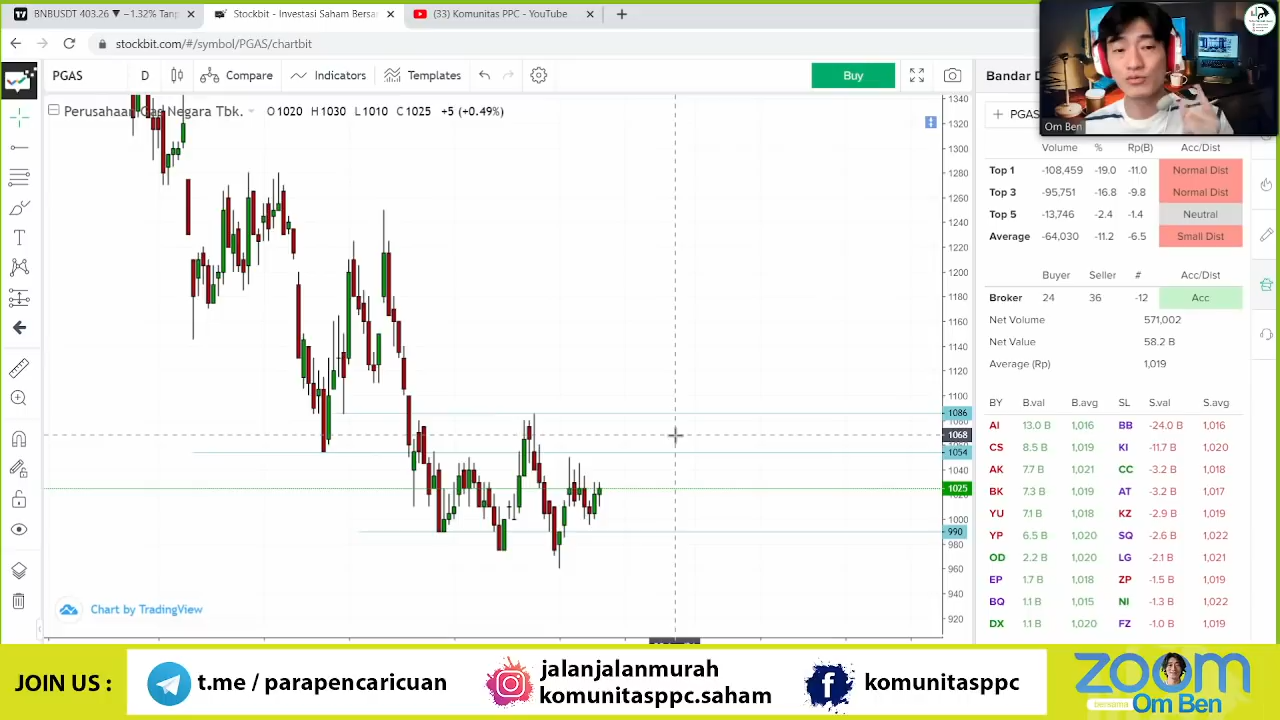 BNBUSDT 403.26 ▼ −1.32% Tanp
Stockbit - Investasi Saham Bersar
(33) Komunitas PPC - YouTube
stockbit.com/#/symbol/PGAS/chartbit
PGAS
D
Compare
Indicators
Templates
Buy
Bandar D
Om Ben
Perusahaan Gas Negara Tbk.
O1020 H1030 L1010 C1025 +5 (+0.49%)
+ PGAS
1340
1320
1300
1280
1260
1240
1220
1200
1180
1160
1140
1120
1100
1086
1080
1068
1054
1040
1025
1000
990
980
960
940
920
Volume % Rp(B) Acc/Dist
Top 1 -108,459 -19.0 -11.0 Normal Dist
Top 3 -95,751 -16.8 -9.8 Normal Dist
Top 5 -13,746 -2.4 -1.4 Neutral
Average -64,030 -11.2 -6.5 Small Dist
Buyer Seller # Acc/Dist
Broker 24 36 -12 Acc
Net Volume 571,002
Net Value 58.2 B
Average (Rp) 1,019
BY B.val B.avg SL S.val S.avg
AI 13.0 B 1,016 BB -24.0 B 1,016
CS 8.5 B 1,019 KI -11.7 B 1,020
AK 7.7 B 1,021 CC -3.2 B 1,018
BK 7.3 B 1,019 AT -3.2 B 1,017
YU 7.1 B 1,018 KZ -2.9 B 1,019
YP 6.5 B 1,020 SQ -2.6 B 1,022
OD 2.2 B 1,020 LG -2.1 B 1,021
EP 1.7 B 1,018 ZP -1.5 B 1,019
BQ 1.1 B 1,015 NI -1.3 B 1,022
DX 1.1 B 1,020 FZ -1.0 B 1,019
Chart by TradingView
JOIN US :
t.me / parapencaricuan
jalanjalanmurah
komunitasppc.saham
komunitasppc
zoom
bersama
Om Ben